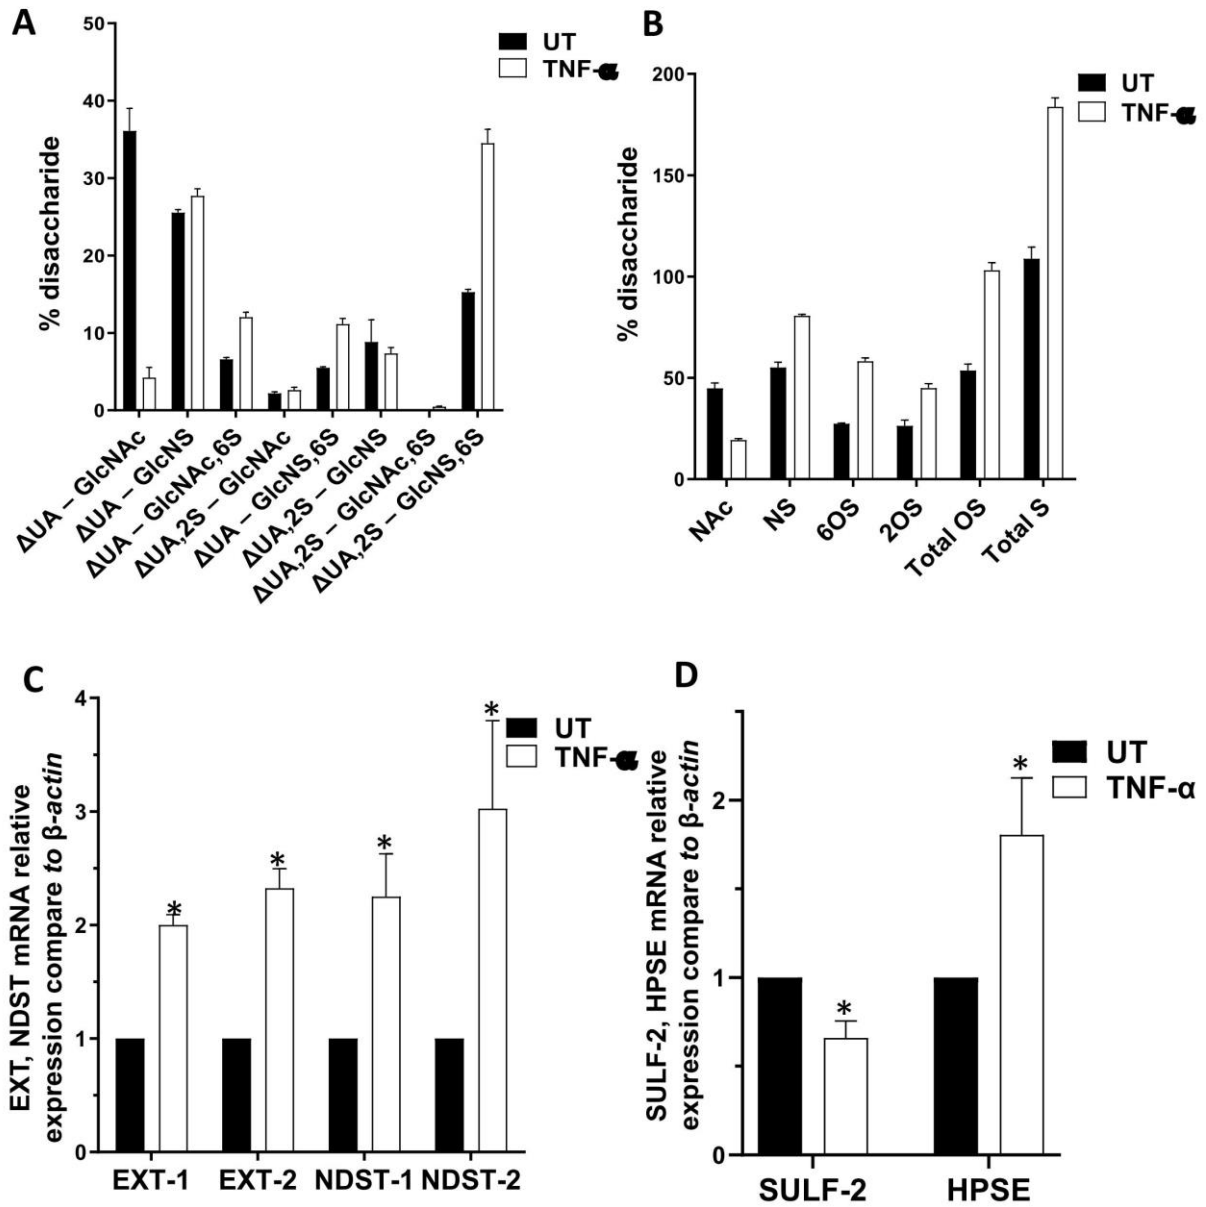 A
50
40
30
20
10
0
% disaccharide
UT
TNF-α
ΔUA – GlcNAc
ΔUA – GlcNS
ΔUA – GlcNAc,6S
ΔUA,2S – GlcNAc
ΔUA – GlcNS,6S
ΔUA,2S – GlcNS
ΔUA,2S – GlcNAc,6S
ΔUA,2S – GlcNS,6S
B
200
150
100
50
0
% disaccharide
UT
TNF-α
NAc
NS
6OS
2OS
Total OS
Total S
C
4
3
2
1
0
EXT, NDST mRNA relative
expression compare to β-actin
UT
TNF-α
* * * *
EXT-1 EXT-2 NDST-1 NDST-2
D
2
1
0
SULF-2, HPSE mRNA relative
expression compare to β-actin
UT
TNF-α
* *
SULF-2 HPSE